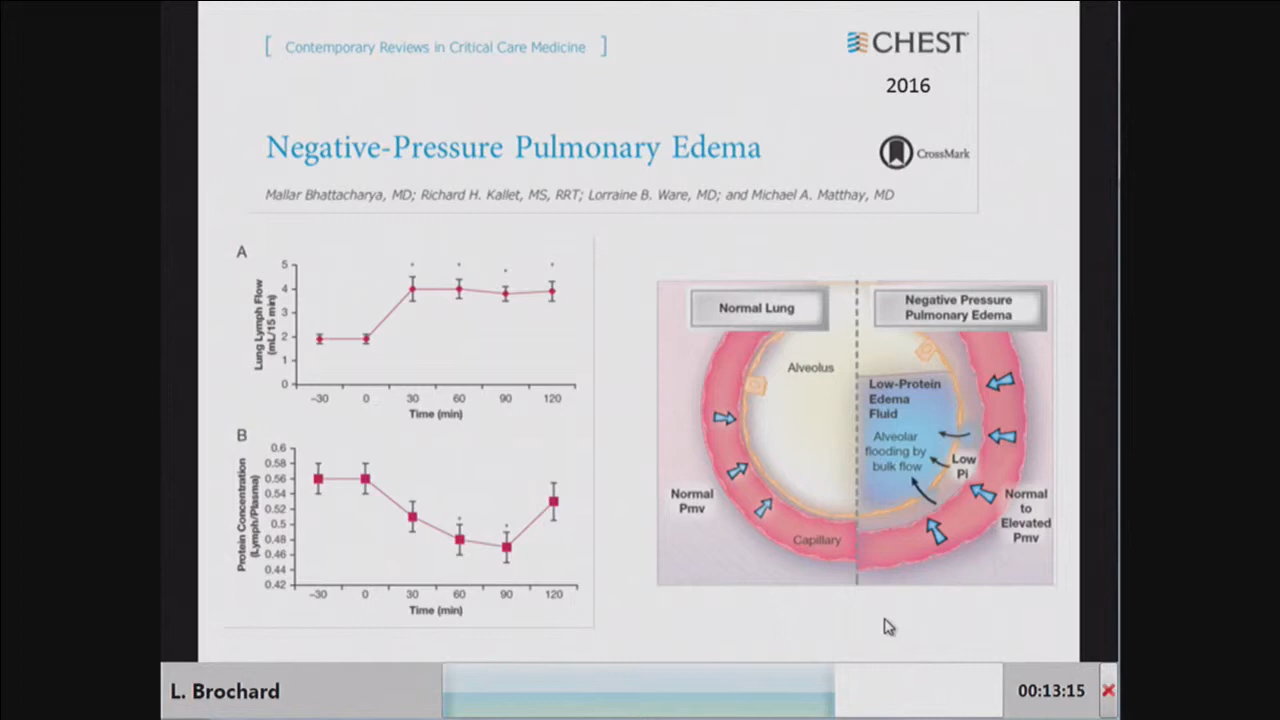 [ Contemporary Reviews in Critical Care Medicine ]
CHEST
2016
Negative-Pressure Pulmonary Edema
CrossMark
Mallar Bhattacharya, MD; Richard H. Kallet, MS, RRT; Lorraine B. Ware, MD; and Michael A. Matthay, MD
A
Lung Lymph Flow
(mL/15 min)
5
4
3
2
1
0
* * * *
−30 0 30 60 90 120
Time (min)
B
Protein Concentration
(Lymph/Plasma)
0.6
0.58
0.56
0.54
0.52
0.5
0.48
0.46
0.44
0.42
* *
−30 0 30 60 90 120
Time (min)
Normal Lung
Negative Pressure
Pulmonary Edema
Alveolus
Low-Protein
Edema
Fluid
Alveolar
flooding by
bulk flow
Low
Pi
Normal
Pmv
Normal
to
Elevated
Pmv
Capillary
L. Brochard
00:13:15